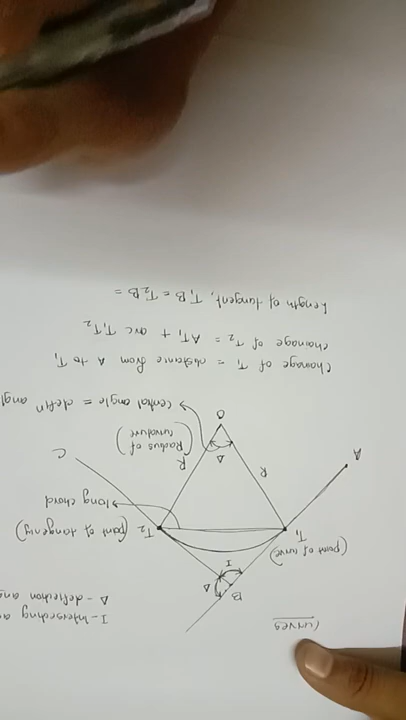 Curves
I - Intersecting
Δ - deflection
B
Δ
I
T1
(point of curve)
T2 (point of tangency)
long chord
A
C
R
R
(Radius of
curvature)
Δ
O
central angle = defln angl
chainage of T1 = distance from A to T1
chainage of T2 = AT1 + arc T1T2
Length of tangent, T1B = T2B =